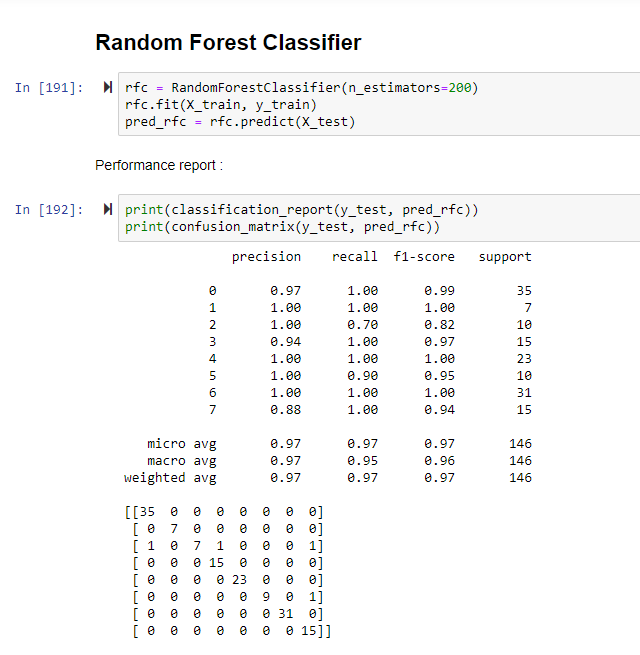 Random Forest Classifier
In [191]: rfc = RandomForestClassifier(n_estimators=200)
rfc.fit(X_train, y_train)
pred_rfc = rfc.predict(X_test)
Performance report :
In [192]: print(classification_report(y_test, pred_rfc))
print(confusion_matrix(y_test, pred_rfc))
precision recall f1-score support
0 0.97 1.00 0.99 35
1 1.00 1.00 1.00 7
2 1.00 0.70 0.82 10
3 0.94 1.00 0.97 15
4 1.00 1.00 1.00 23
5 1.00 0.90 0.95 10
6 1.00 1.00 1.00 31
7 0.88 1.00 0.94 15
micro avg 0.97 0.97 0.97 146
macro avg 0.97 0.95 0.96 146
weighted avg 0.97 0.97 0.97 146
[[35 0 0 0 0 0 0 0]
[ 0 7 0 0 0 0 0 0]
[ 1 0 7 1 0 0 0 1]
[ 0 0 0 15 0 0 0 0]
[ 0 0 0 0 23 0 0 0]
[ 0 0 0 0 0 9 0 1]
[ 0 0 0 0 0 0 31 0]
[ 0 0 0 0 0 0 0 15]]